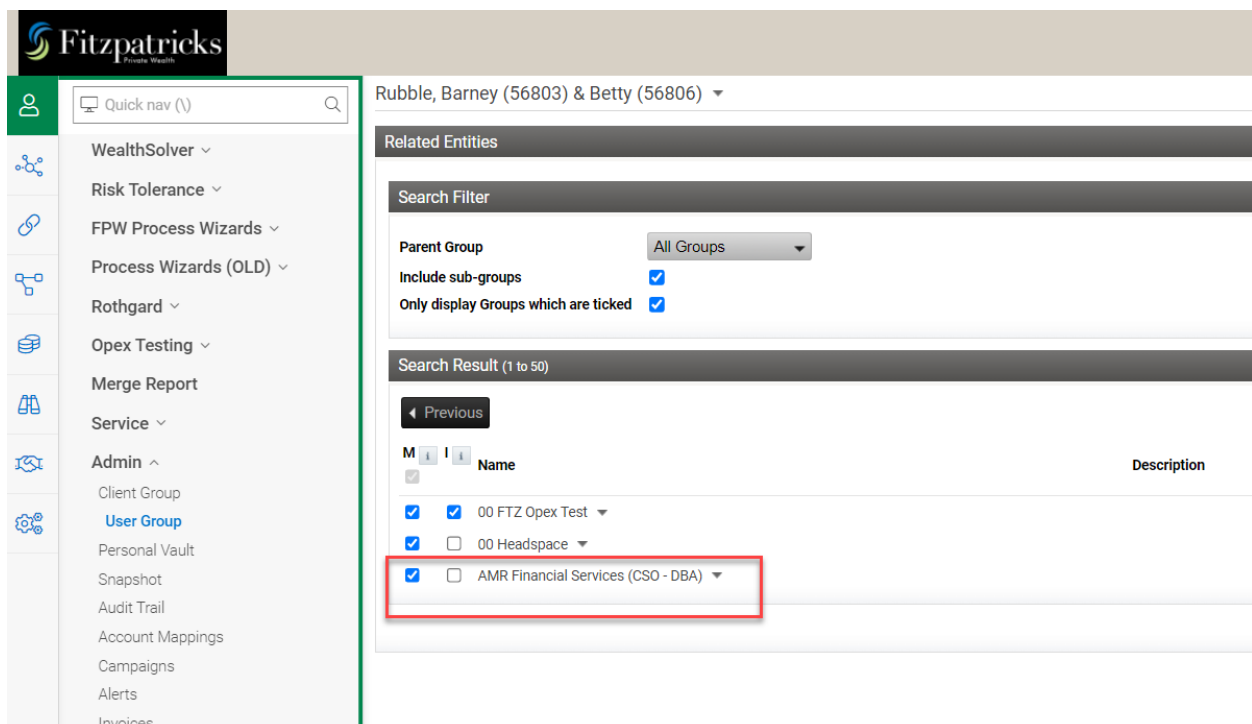 Fitzpatricks
Private Wealth
Quick nav (\)
WealthSolver
Risk Tolerance
FPW Process Wizards
Process Wizards (OLD)
Rothgard
Opex Testing
Merge Report
Service
Admin
Client Group
User Group
Personal Vault
Snapshot
Audit Trail
Account Mappings
Campaigns
Alerts
Invoices
Rubble, Barney (56803) & Betty (56806)
Related Entities
Search Filter
Parent Group All Groups
Include sub-groups
Only display Groups which are ticked
Search Result (1 to 50)
Previous
M i I i Name Description
00 FTZ Opex Test
00 Headspace
AMR Financial Services (CSO - DBA)